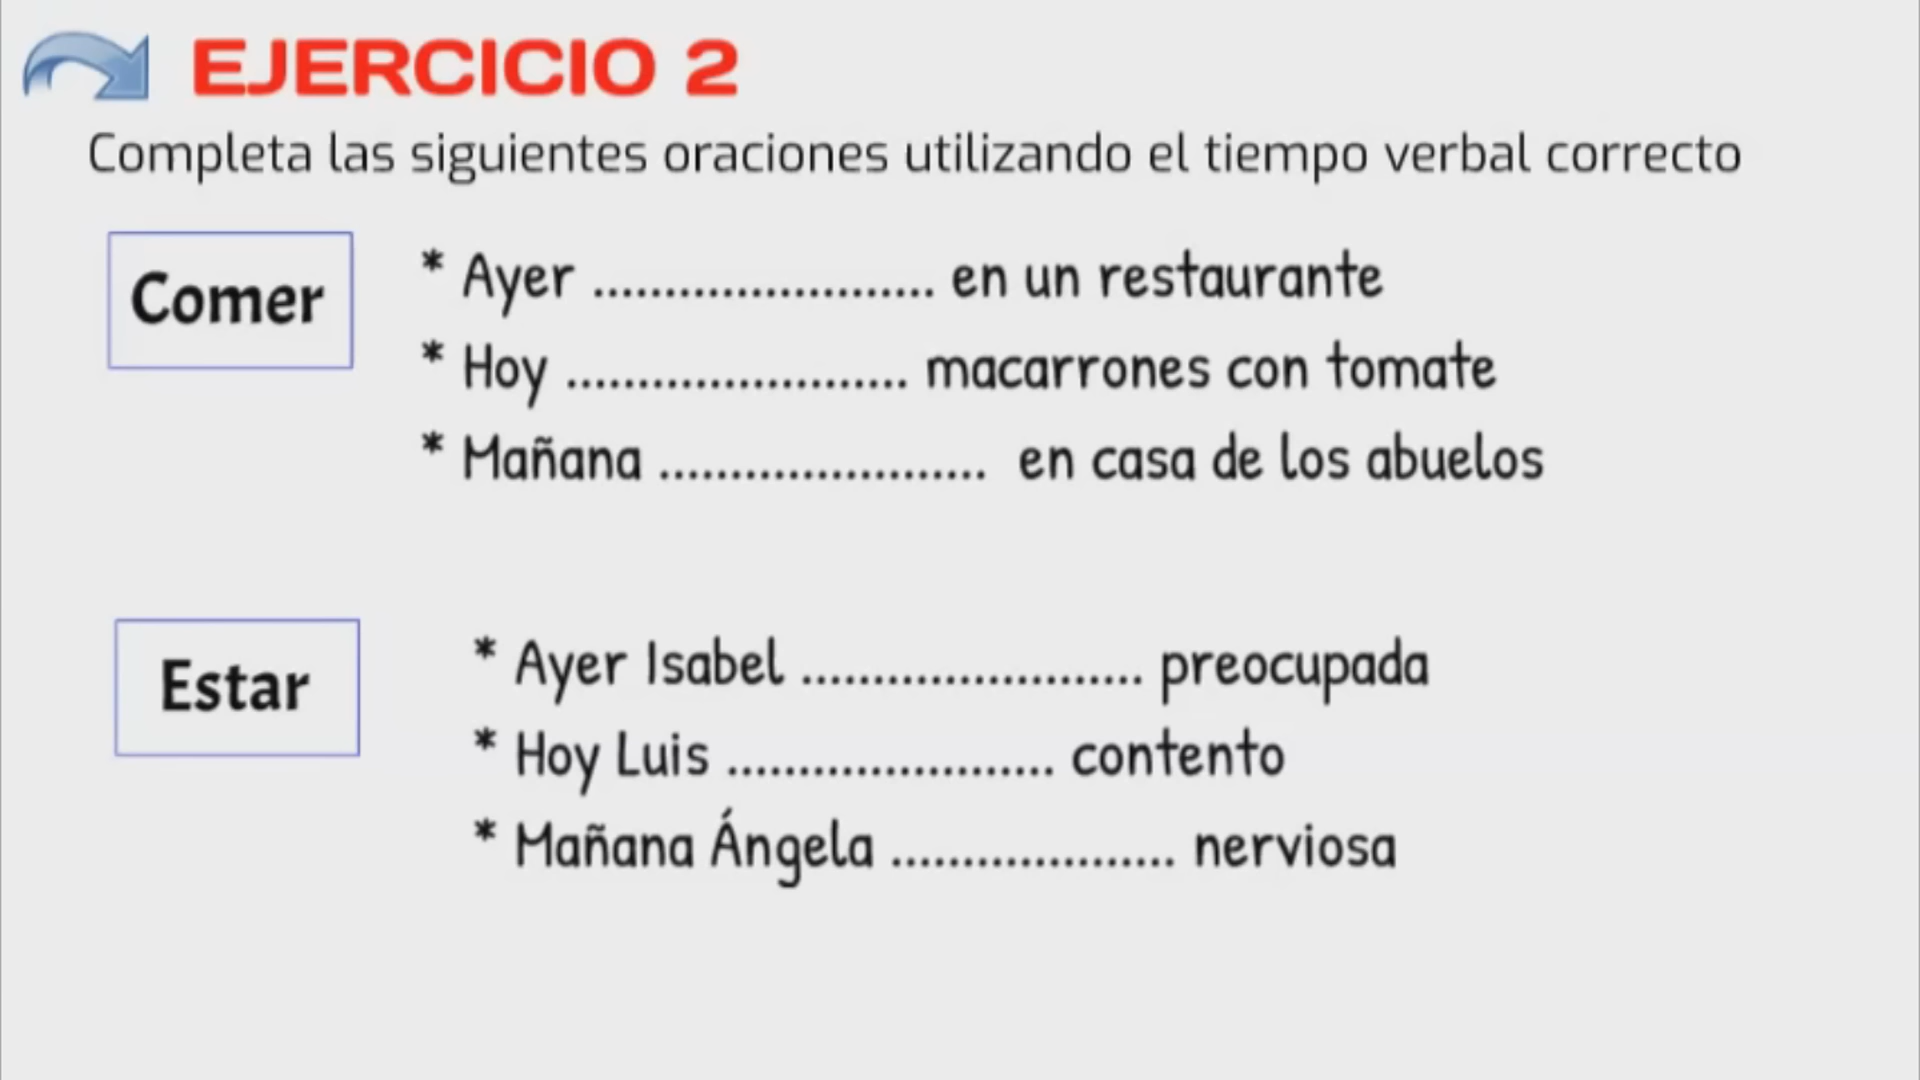 EJERCICIO 2
Completa las siguientes oraciones utilizando el tiempo verbal correcto
Comer
* Ayer ........................ en un restaurante
* Hoy ........................ macarrones con tomate
* Mañana ....................... en casa de los abuelos
Estar
* Ayer Isabel ........................ preocupada
* Hoy Luis ....................... contento
* Mañana Ángela .................... nerviosa